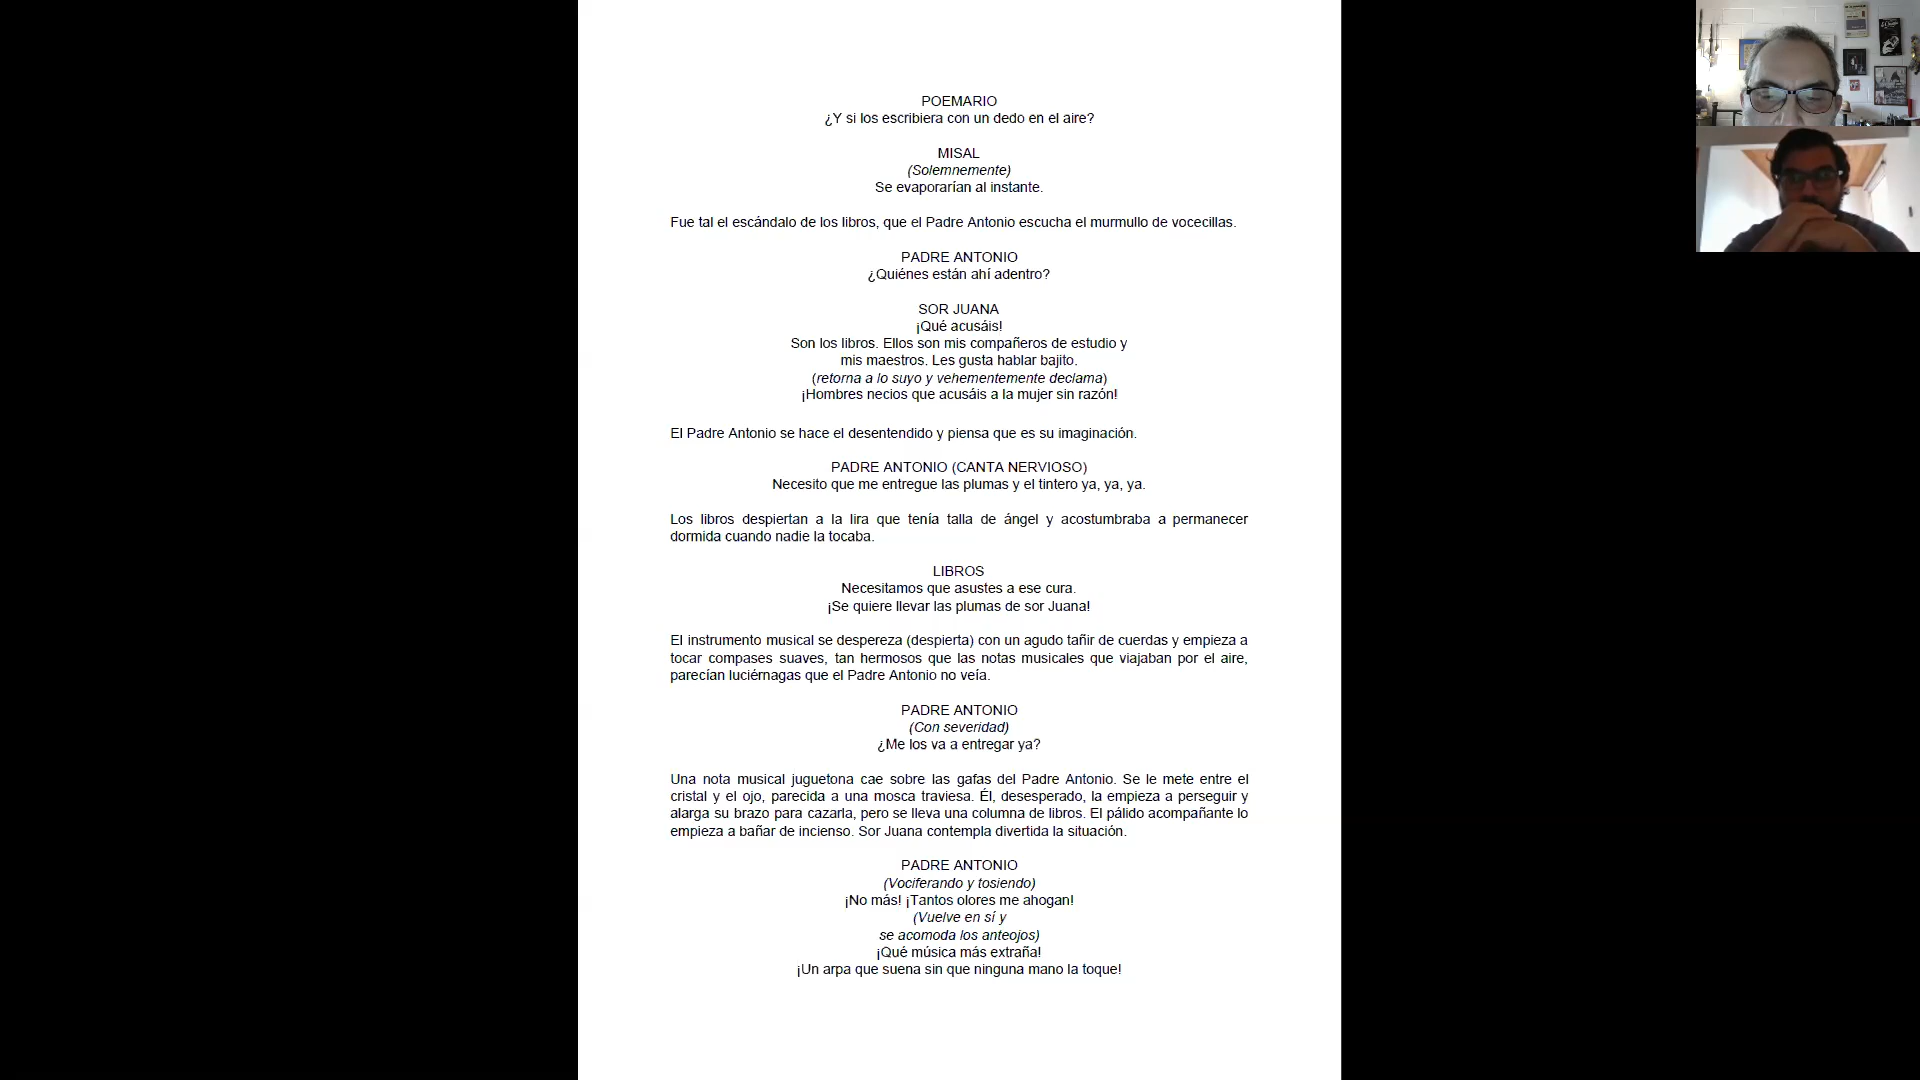 POEMARIO
¿Y si los escribiera con un dedo en el aire?
MISAL
(Solemnemente)
Se evaporarían al instante.
Fue tal el escándalo de los libros, que el Padre Antonio escucha el murmullo de vocecillas.
PADRE ANTONIO
¿Quiénes están ahí adentro?
SOR JUANA
¡Qué acusáis!
Son los libros. Ellos son mis compañeros de estudio y
mis maestros. Les gusta hablar bajito.
(retorna a lo suyo y vehementemente declama)
¡Hombres necios que acusáis a la mujer sin razón!
El Padre Antonio se hace el desentendido y piensa que es su imaginación.
PADRE ANTONIO (CANTA NERVIOSO)
Necesito que me entregue las plumas y el tintero ya, ya, ya.
Los libros despiertan a la lira que tenía talla de ángel y acostumbraba a permanecer
dormida cuando nadie la tocaba.
LIBROS
Necesitamos que asustes a ese cura.
¡Se quiere llevar las plumas de sor Juana!
El instrumento musical se despereza (despierta) con un agudo tañir de cuerdas y empieza a
tocar compases suaves, tan hermosos que las notas musicales que viajaban por el aire,
parecían luciérnagas que el Padre Antonio no veía.
PADRE ANTONIO
(Con severidad)
¿Me los va a entregar ya?
Una nota musical juguetona cae sobre las gafas del Padre Antonio. Se le mete entre el
cristal y el ojo, parecida a una mosca traviesa. Él, desesperado, la empieza a perseguir y
alarga su brazo para cazarla, pero se lleva una columna de libros. El pálido acompañante lo
empieza a bañar de incienso. Sor Juana contempla divertida la situación.
PADRE ANTONIO
(Vociferando y tosiendo)
¡No más! ¡Tantos olores me ahogan!
(Vuelve en sí y
se acomoda los anteojos)
¡Qué música más extraña!
¡Un arpa que suena sin que ninguna mano la toque!